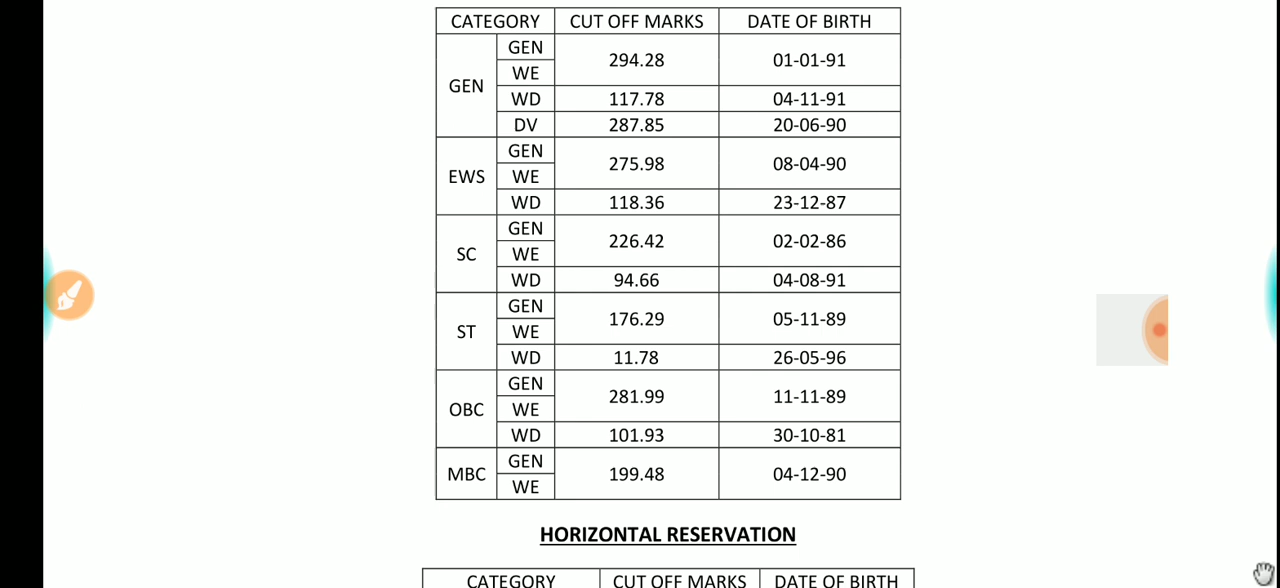 CATEGORY CUT OFF MARKS DATE OF BIRTH
GEN GEN 294.28 01-01-91
WE
WD 117.78 04-11-91
DV 287.85 20-06-90
EWS GEN 275.98 08-04-90
WE
WD 118.36 23-12-87
SC GEN 226.42 02-02-86
WE
WD 94.66 04-08-91
ST GEN 176.29 05-11-89
WE
WD 11.78 26-05-96
OBC GEN 281.99 11-11-89
WE
WD 101.93 30-10-81
MBC GEN 199.48 04-12-90
WE
HORIZONTAL RESERVATION
CATEGORY CUT OFF MARKS DATE OF BIRTH